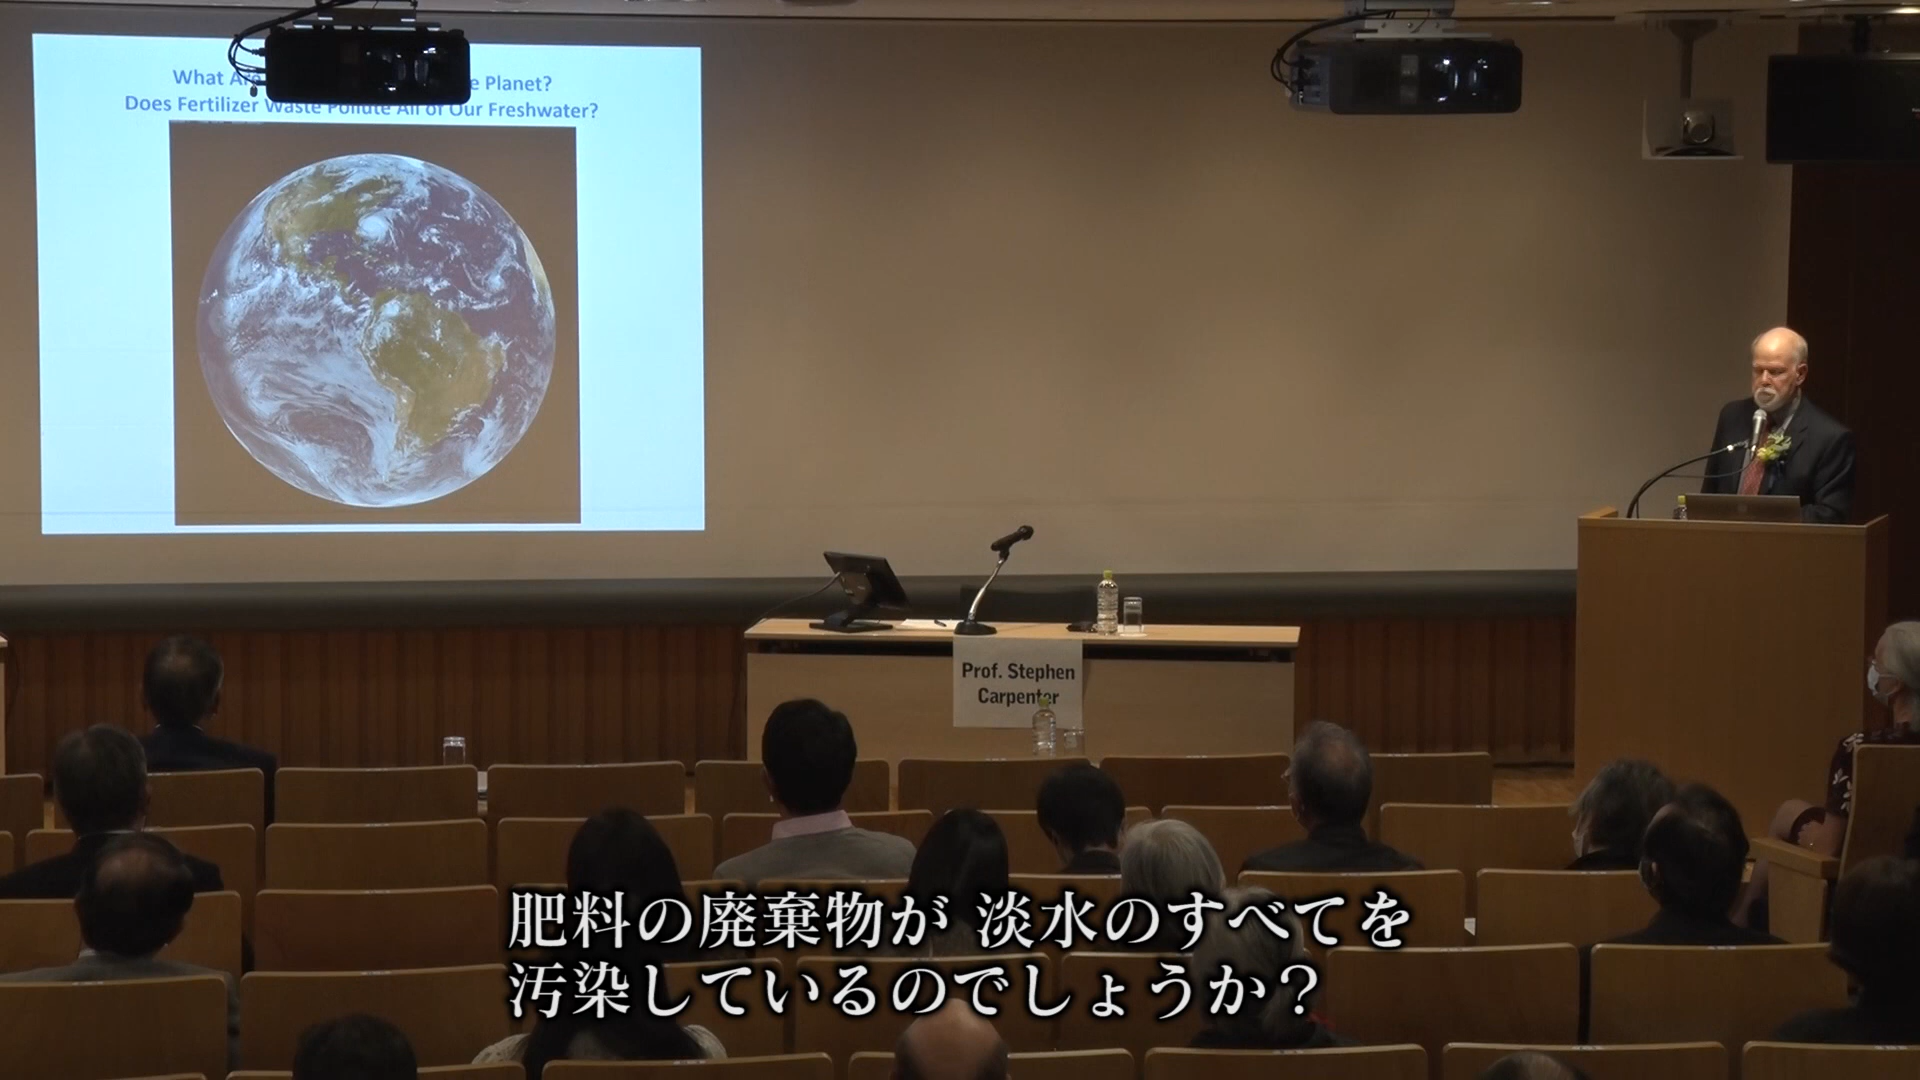 What Are e Planet?
Does Fertilizer Waste Pollute All of Our Freshwater?
Prof. Stephen
Carpenter
肥料の廃棄物が 淡水のすべてを
汚染しているのでしょうか？